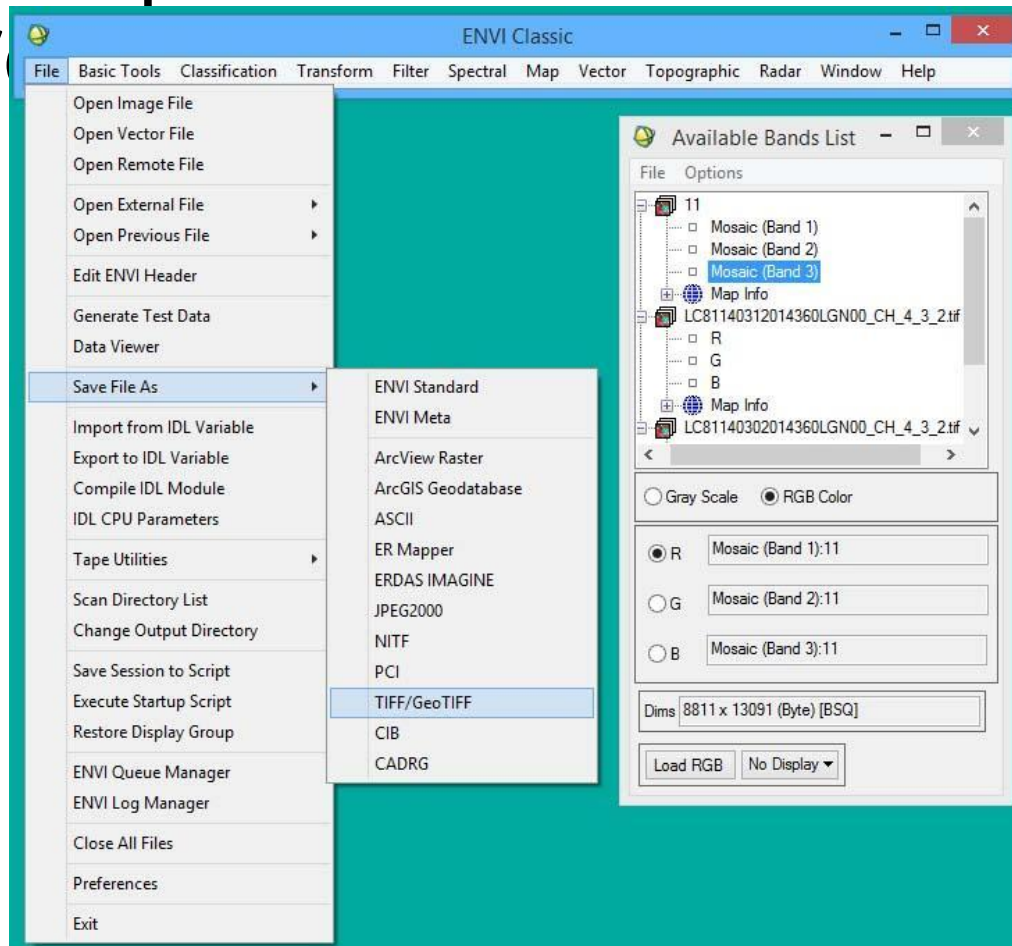 ENVI Classic
File Basic Tools Classification Transform Filter Spectral Map Vector Topographic Radar Window Help
Open Image File
Open Vector File
Open Remote File
Open External File
Open Previous File
Edit ENVI Header
Generate Test Data
Data Viewer
Save File As
Import from IDL Variable
Export to IDL Variable
Compile IDL Module
IDL CPU Parameters
Tape Utilities
Scan Directory List
Change Output Directory
Save Session to Script
Execute Startup Script
Restore Display Group
ENVI Queue Manager
ENVI Log Manager
Close All Files
Preferences
Exit
ENVI Standard
ENVI Meta
ArcView Raster
ArcGIS Geodatabase
ASCII
ER Mapper
ERDAS IMAGINE
JPEG2000
NITF
PCI
TIFF/GeoTIFF
CIB
CADRG
Available Bands List
File Options
11
Mosaic (Band 1)
Mosaic (Band 2)
Mosaic (Band 3)
Map Info
LC81140312014360LGN00_CH_4_3_2.tif
R
G
B
Map Info
LC81140302014360LGN00_CH_4_3_2.tif
Gray Scale RGB Color
R Mosaic (Band 1):11
G Mosaic (Band 2):11
B Mosaic (Band 3):11
Dims 8811 x 13091 (Byte) [BSQ]
Load RGB No Display